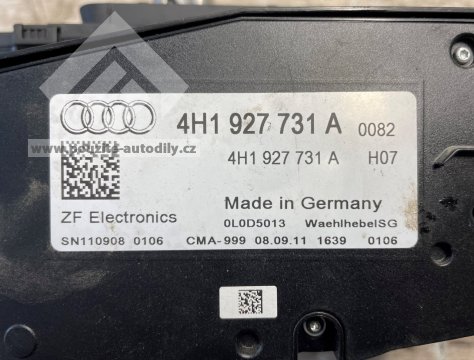 4H1 927 731 A 0082
www.pouzite-autodily.cz
4H1 927 731 A H07
Made in Germany
ZF Electronics 0L0D5013 WaehlhebelSG
SN110908 0106 CMA-999 08.09.11 1639 0106